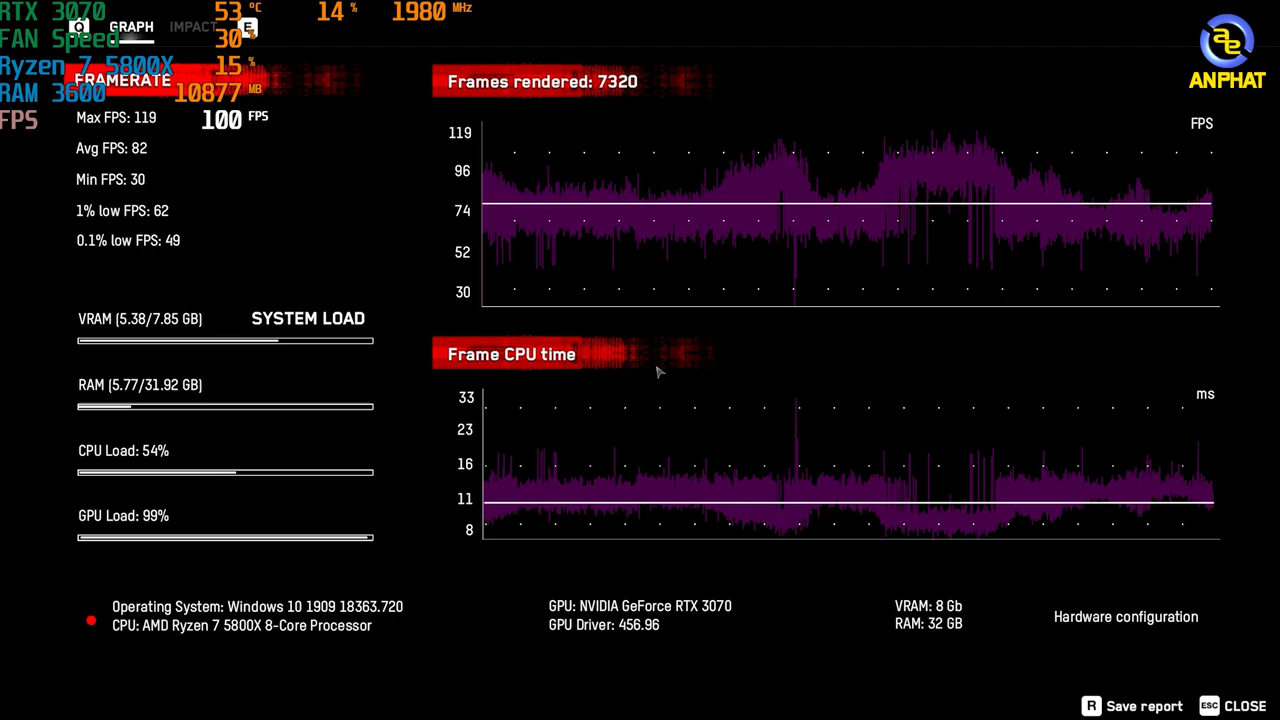 RTX 3070 53 °C 14 % 1980 MHz
Q GRAPH IMPACT E
FAN Speed 30 %
Ryzen 7 5800X 15 %
FRAMERATE
RAM 3600 10877 MB
FPS 100 FPS
Max FPS: 119
Avg FPS: 82
Min FPS: 30
1% low FPS: 62
0.1% low FPS: 49
ae
ANPHAT
Frames rendered: 7320
FPS
119
96
74
52
30
VRAM (5.38/7.85 GB) SYSTEM LOAD
RAM (5.77/31.92 GB)
CPU Load: 54%
GPU Load: 99%
Frame CPU time
ms
33
23
16
11
8
Operating System: Windows 10 1909 18363.720
CPU: AMD Ryzen 7 5800X 8-Core Processor
GPU: NVIDIA GeForce RTX 3070
GPU Driver: 456.96
VRAM: 8 Gb
RAM: 32 GB
Hardware configuration
R Save report ESC CLOSE